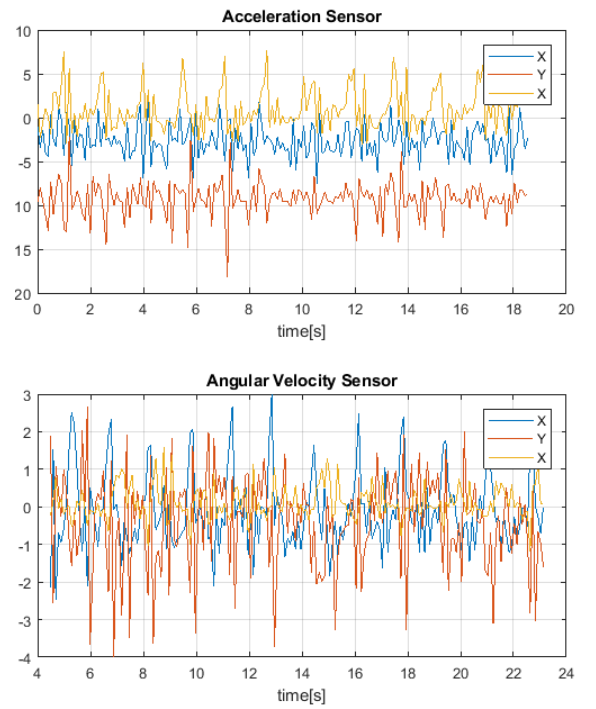 Acceleration Sensor
10
5
0
-5
10
15
20
X
Y
X
0 2 4 6 8 10 12 14 16 18 20
time[s]
Angular Velocity Sensor
3
2
1
0
-1
-2
-3
-4
X
Y
X
4 6 8 10 12 14 16 18 20 22 24
time[s]